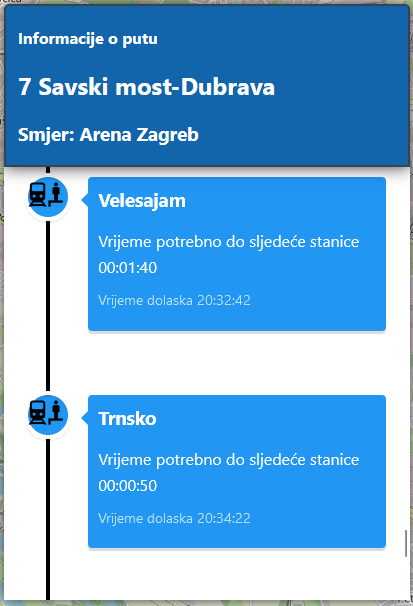 Informacije o putu
7 Savski most-Dubrava
Smjer: Arena Zagreb
Velesajam
Vrijeme potrebno do sljedeće stanice
00:01:40
Vrijeme dolaska 20:32:42
Trnsko
Vrijeme potrebno do sljedeće stanice
00:00:50
Vrijeme dolaska 20:34:22